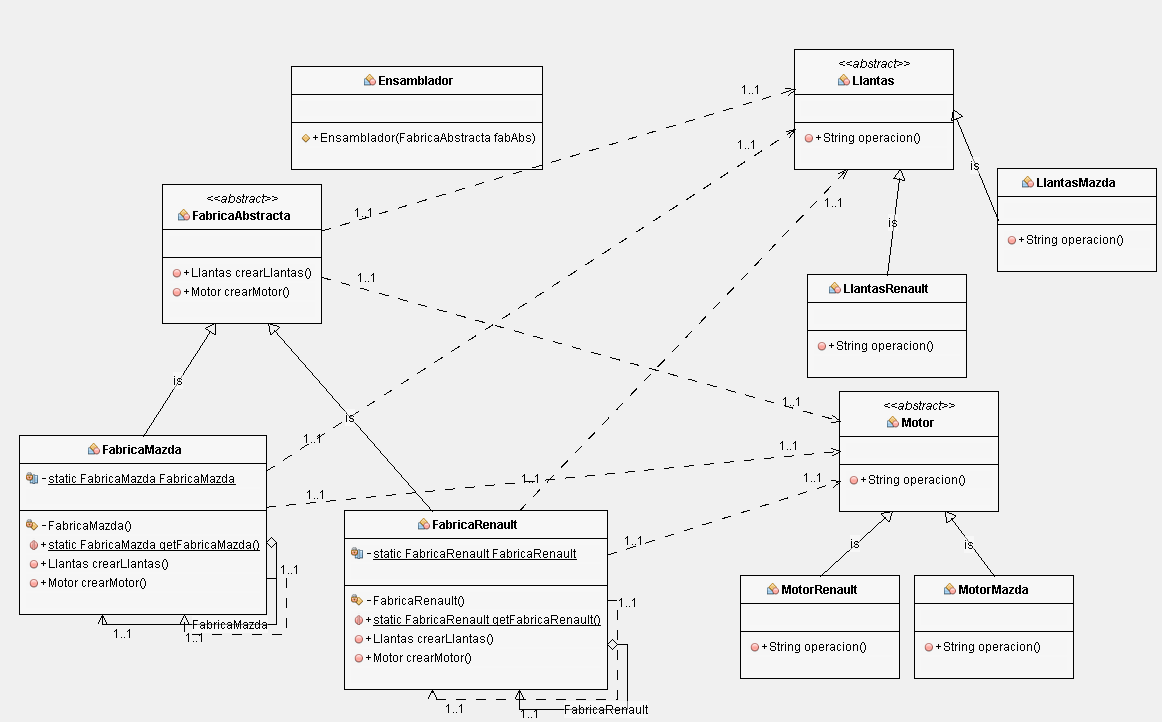 Ensamblador
+Ensamblador(FabricaAbstracta fabAbs)
<<abstract>>
Llantas
+String operacion()
1..1
1..1
1..1
is
is
LlantasMazda
+String operacion()
<<abstract>>
FabricaAbstracta
+Llantas crearLlantas()
+Motor crearMotor()
1..1
1..1
LlantasRenault
+String operacion()
is
is
1..1
<<abstract>>
Motor
+String operacion()
1..1
1..1
FabricaMazda
-static FabricaMazda FabricaMazda
-FabricaMazda()
+static FabricaMazda getFabricaMazda()
+Llantas crearLlantas()
+Motor crearMotor()
1..1
1..1
1..1
1..1
FabricaMazda
1..1
1..1
FabricaRenault
-static FabricaRenault FabricaRenault
-FabricaRenault()
+static FabricaRenault getFabricaRenault()
+Llantas crearLlantas()
+Motor crearMotor()
1..1
1..1
1..1
1..1
FabricaRenault
is
is
MotorRenault
+String operacion()
MotorMazda
+String operacion()